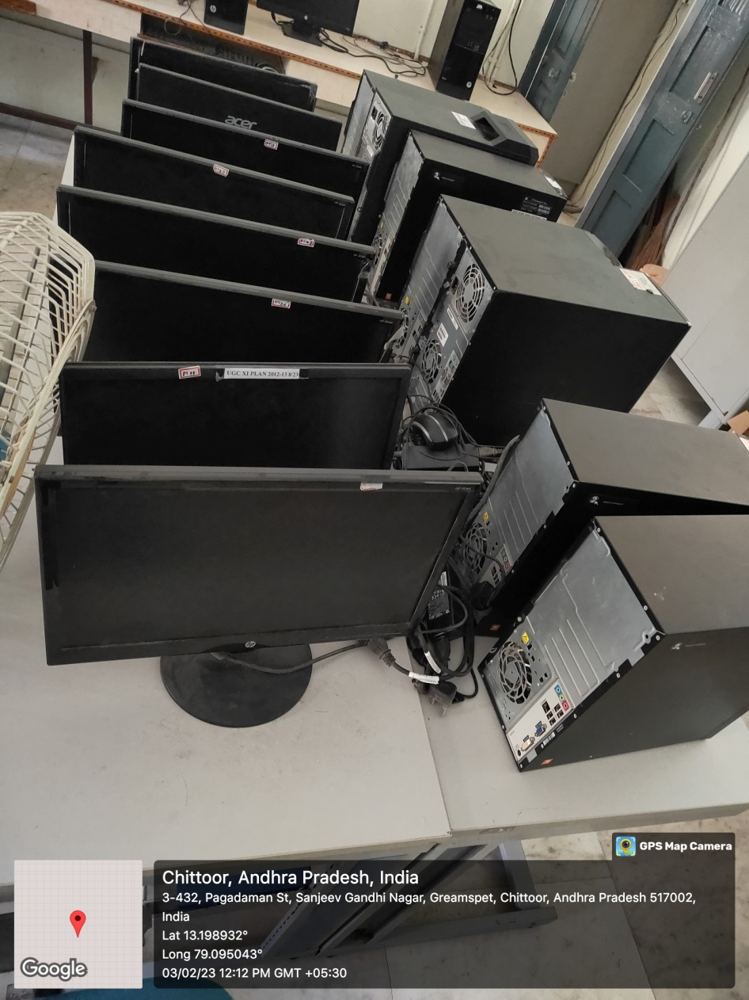 acer
M 11
UGC XI PLAN 2012-13 8/23
hp
GPS Map Camera
Chittoor, Andhra Pradesh, India
3-432, Pagadaman St, Sanjeev Gandhi Nagar, Greamspet, Chittoor, Andhra Pradesh 517002,
India
Lat 13.198932°
Long 79.095043°
03/02/23 12:12 PM GMT +05:30
Google